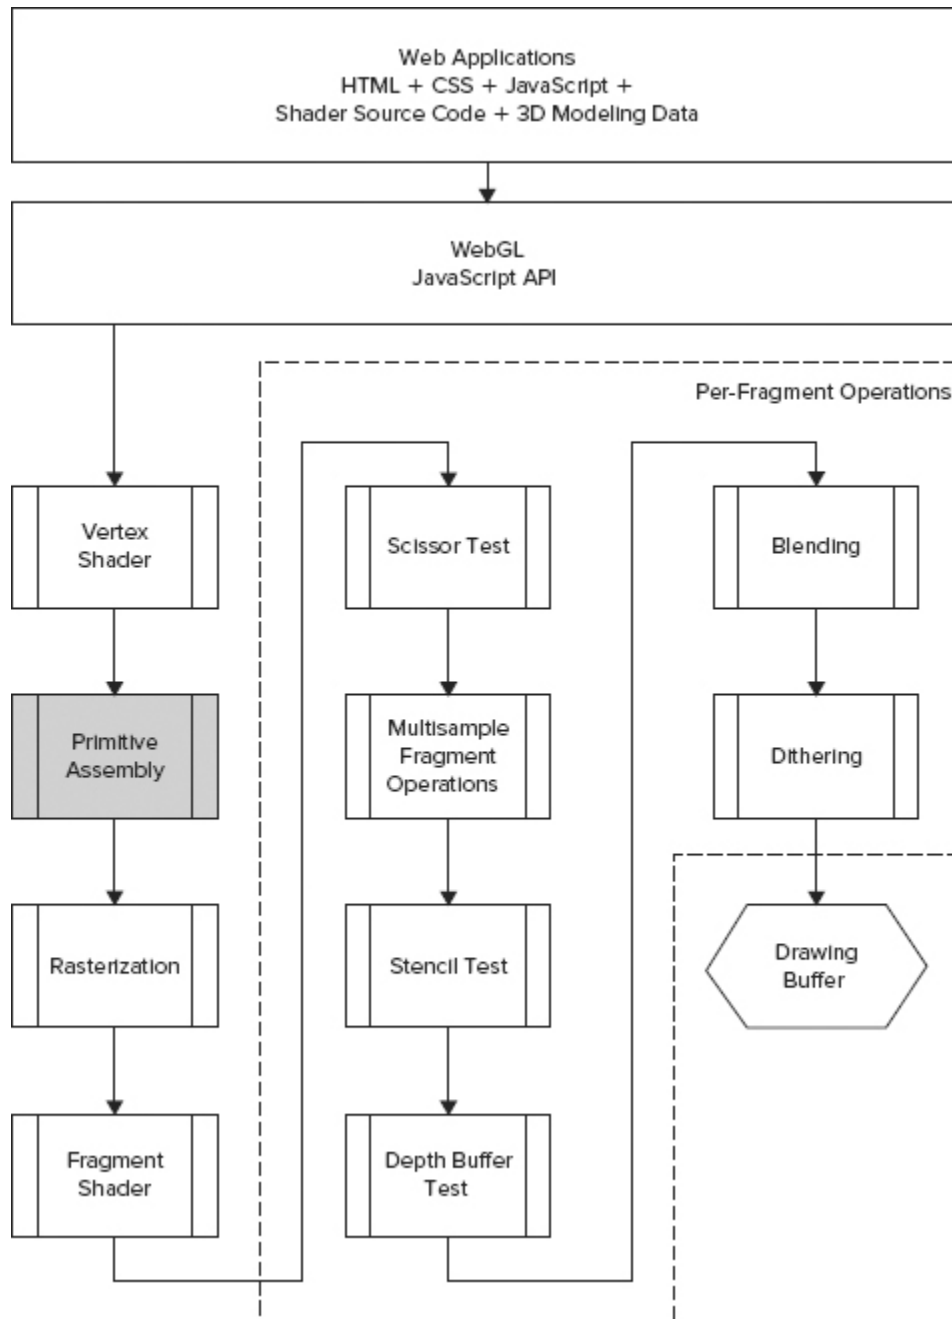 Web Applications
HTML + CSS + JavaScript +
Shader Source Code + 3D Modeling Data
WebGL
JavaScript API
Per-Fragment Operations
Vertex
Shader
Primitive
Assembly
Rasterization
Fragment
Shader
Scissor Test
Multisample
Fragment
Operations
Stencil Test
Depth Buffer
Test
Blending
Dithering
Drawing
Buffer